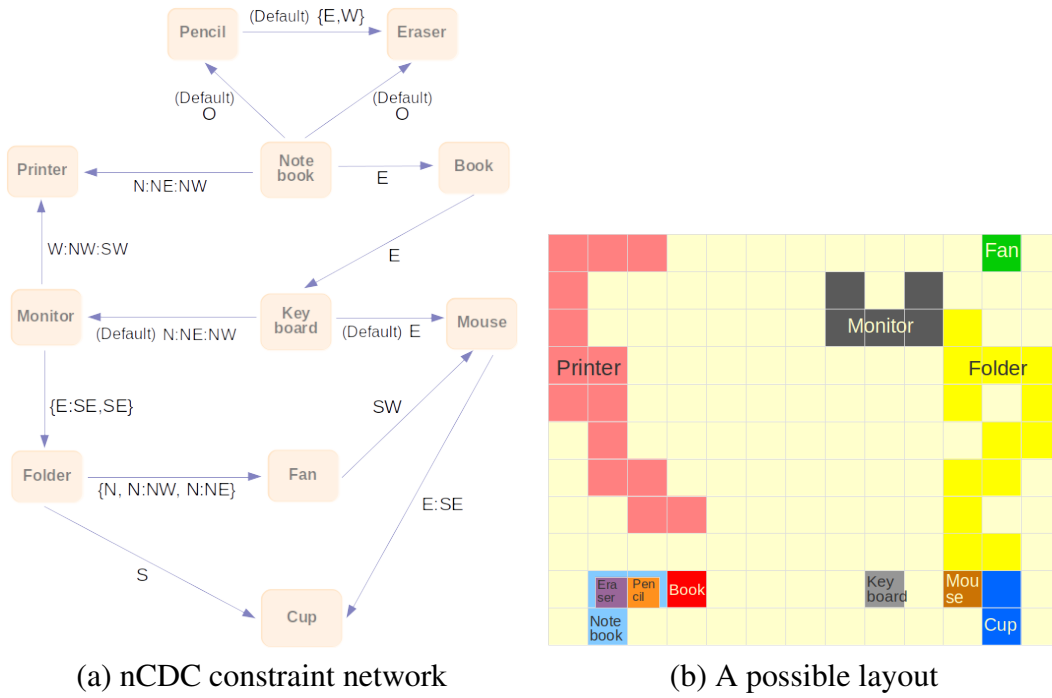 Pencil
(Default) {E,W}
Eraser
(Default)
O
(Default)
O
Printer
N:NE:NW
Note
book
E
Book
W:NW:SW
E
Monitor
(Default) N:NE:NW
Key
board
(Default) E
Mouse
{E:SE,SE}
SW
Folder
{N, N:NW, N:NE}
Fan
E:SE
S
Cup
(a) nCDC constraint network
Fan
Monitor
Printer
Folder
Era
ser
Pen
cil
Book
Key
board
Mou
se
Note
book
Cup
(b) A possible layout